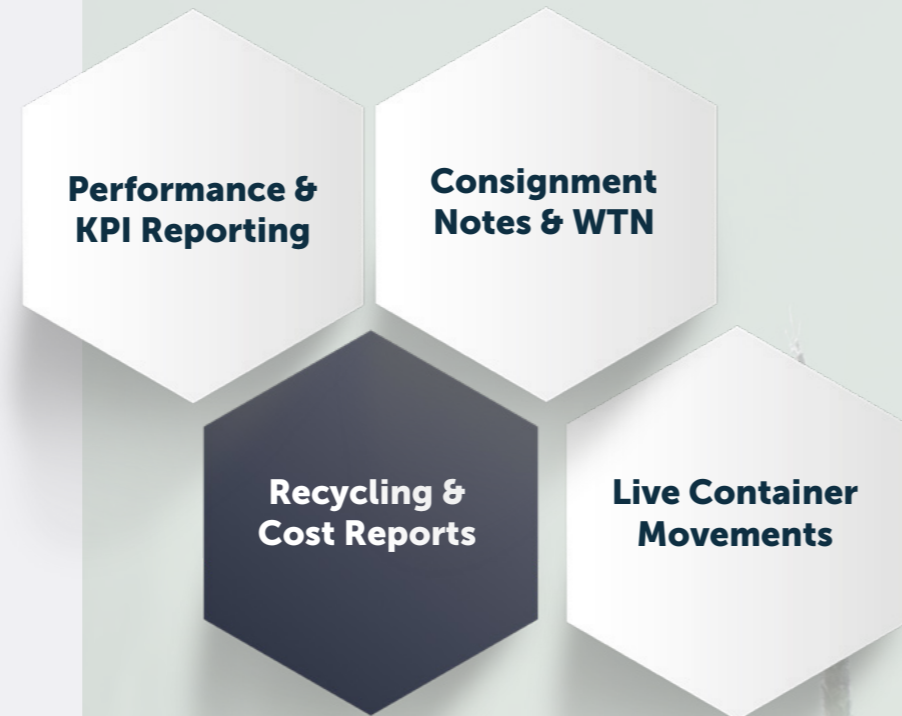 Performance &
KPI Reporting
Consignment
Notes & WTN
Recycling &
Cost Reports
Live Container
Movements